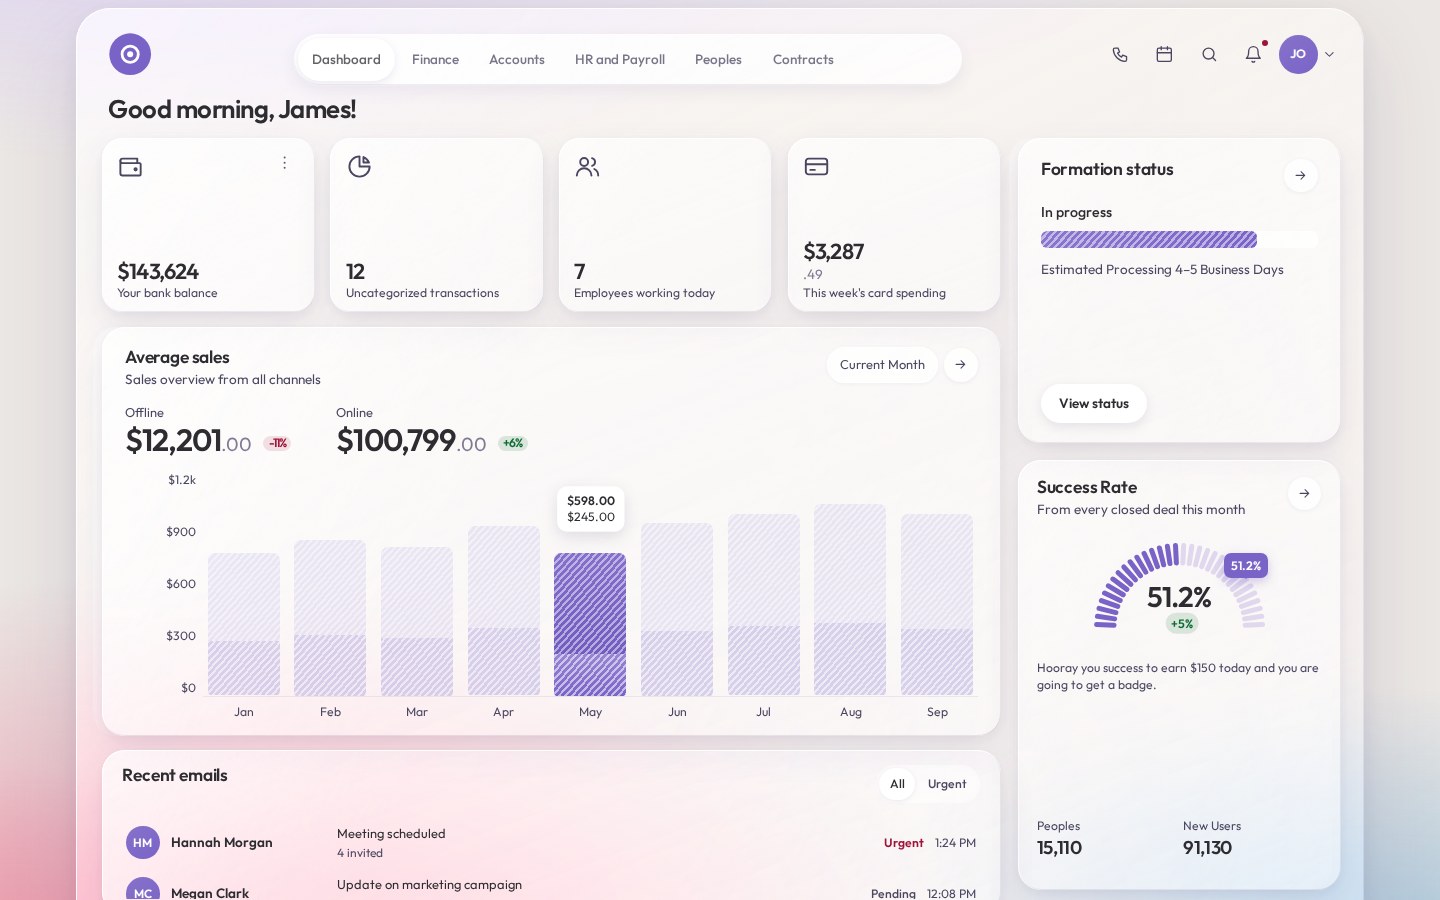 Dashboard
Finance
Accounts
HR and Payroll
Peoples
Contracts
JO
Good morning, James!
$143,624
Your bank balance
12
Uncategorized transactions
7
Employees working today
$3,287
.49
This week's card spending
Formation status
In progress
Estimated Processing 4–5 Business Days
View status
Average sales
Sales overview from all channels
Current Month
Offline
$12,201.00 -11%
Online
$100,799.00 +6%
$1.2k
$900
$600
$300
$0
$598.00
$245.00
Jan
Feb
Mar
Apr
May
Jun
Jul
Aug
Sep
Success Rate
From every closed deal this month
51.2%
51.2%
+5%
Hooray you success to earn $150 today and you are
going to get a badge.
Peoples
15,110
New Users
91,130
Recent emails
All
Urgent
HM
Hannah Morgan
Meeting scheduled
4 invited
Urgent
1:24 PM
MC
Megan Clark
Update on marketing campaign
Pending
12:08 PM